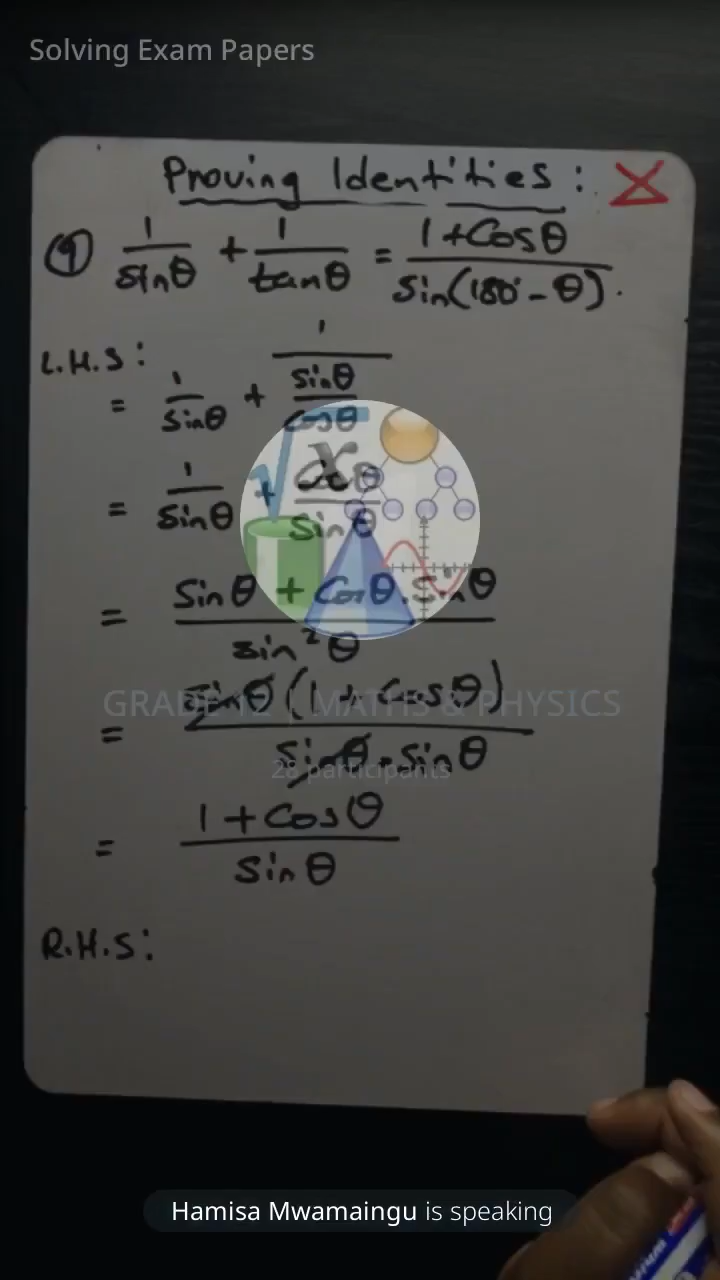 Solving Exam Papers
Proving Identities : X
9) 1/sinθ + 1/tanθ = 1+Cosθ/sin(180° - θ).
L.H.S :
= 1/sinθ + 1/(sinθ/cosθ)
= 1/sinθ + cosθ/sinθ
= Sinθ + Cosθ.sinθ/sin²θ
GRADE 12 | MATHS & PHYSICS
= sinθ(1 + cosθ)/sinθ.sinθ
28 participants
= 1 + Cosθ/sinθ
R.H.S :
Hamisa Mwamaingu is speaking